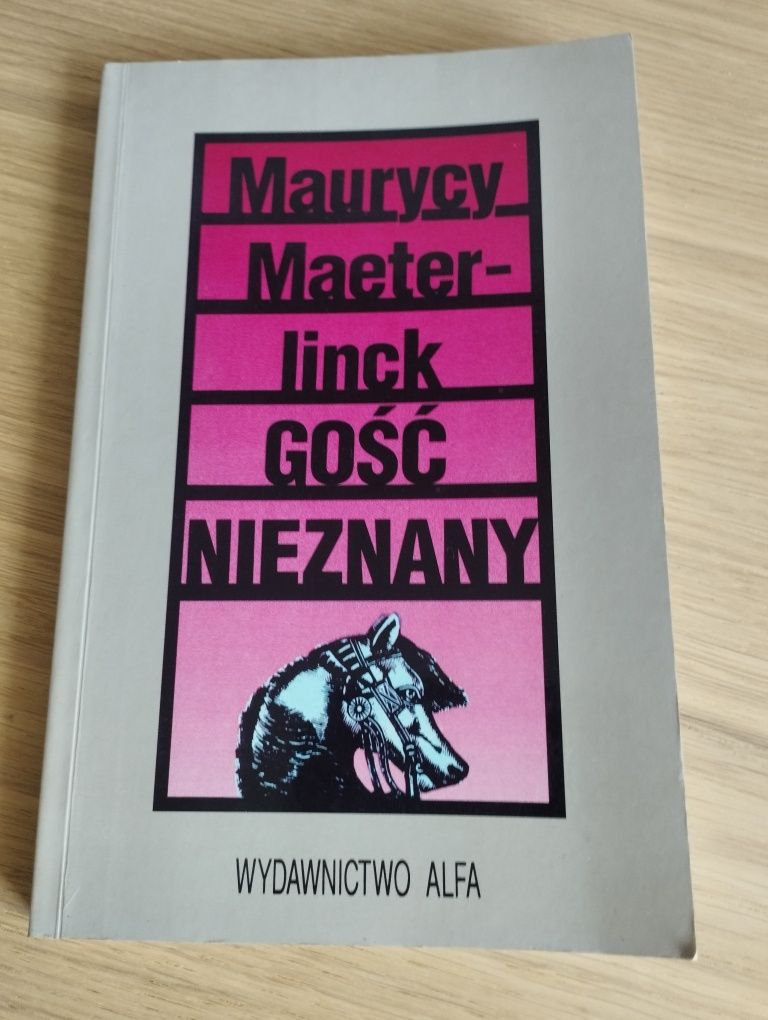 Maurycy
Maeter-
linck
GOŚĆ
NIEZNANY
WYDAWNICTWO ALFA